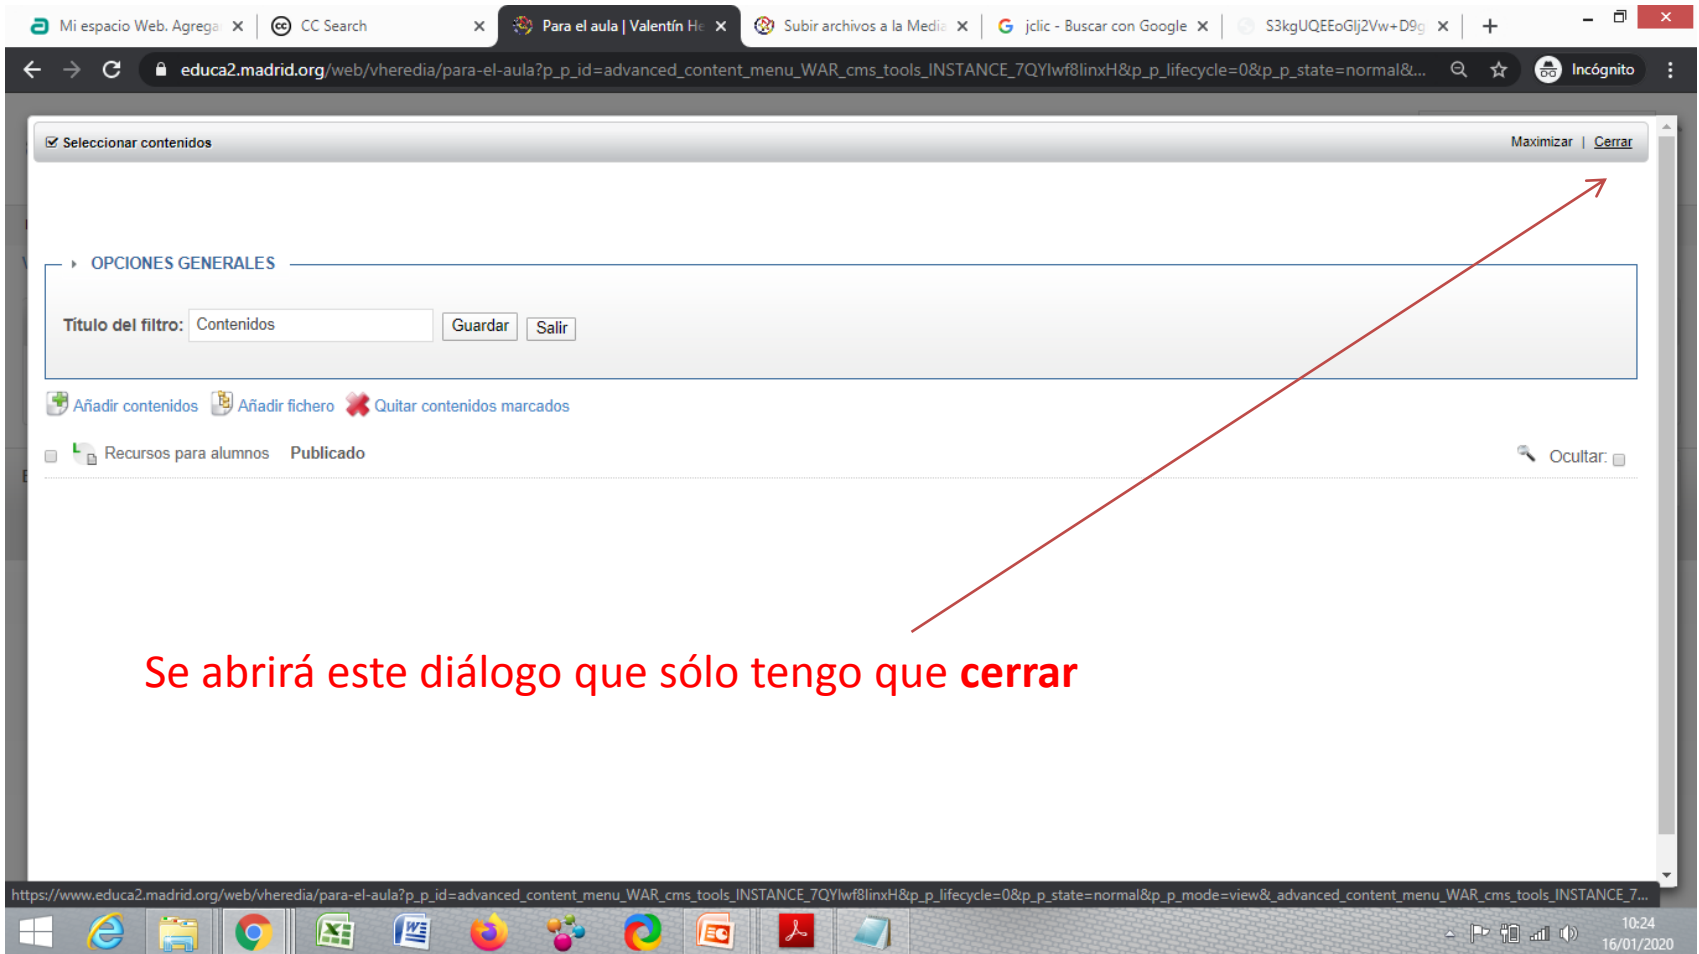 Mi espacio Web. Agrega
CC Search
Para el aula | Valentín He
Subir archivos a la Media
jclic - Buscar con Google
S3kgUQEEoGlj2Vw+D9g
educa2.madrid.org/web/vheredia/para-el-aula?p_p_id=advanced_content_menu_WAR_cms_tools_INSTANCE_7QYlwf8linxH&p_p_lifecycle=0&p_p_state=normal&...
Incógnito
Seleccionar contenidos
Maximizar | Cerrar
OPCIONES GENERALES
Título del filtro: Contenidos Guardar Salir
Añadir contenidos Añadir fichero Quitar contenidos marcados
Recursos para alumnos Publicado Ocultar:
Se abrirá este diálogo que sólo tengo que cerrar
https://www.educa2.madrid.org/web/vheredia/para-el-aula?p_p_id=advanced_content_menu_WAR_cms_tools_INSTANCE_7QYlwf8linxH&p_p_lifecycle=0&p_p_state=normal&p_p_mode=view&_advanced_content_menu_WAR_cms_tools_INSTANCE_7...
10:24
16/01/2020